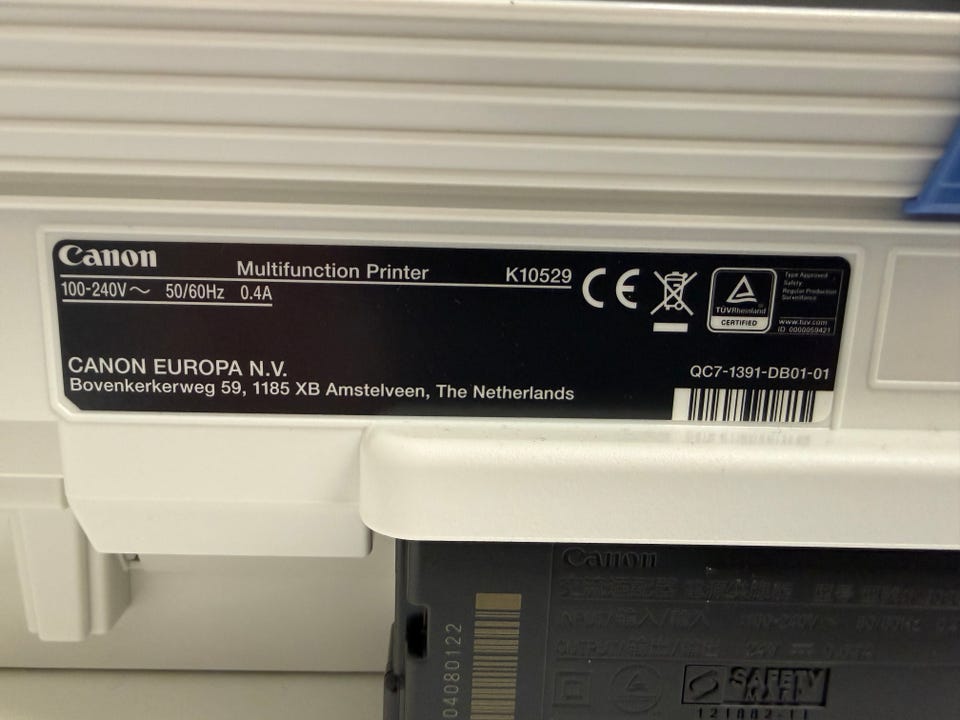 Canon
Multifunction Printer K10529
100-240V～ 50/60Hz 0.4A
CE
TÜVRheinland
CERTIFIED
Type Approved
Safety
Regular Production
Surveillance
www.tuv.com
ID 0000059421
CANON EUROPA N.V.
Bovenkerkerweg 59, 1185 XB Amstelveen, The Netherlands
QC7-1391-DB01-01
Canon
04080122
SAFETY
MARK